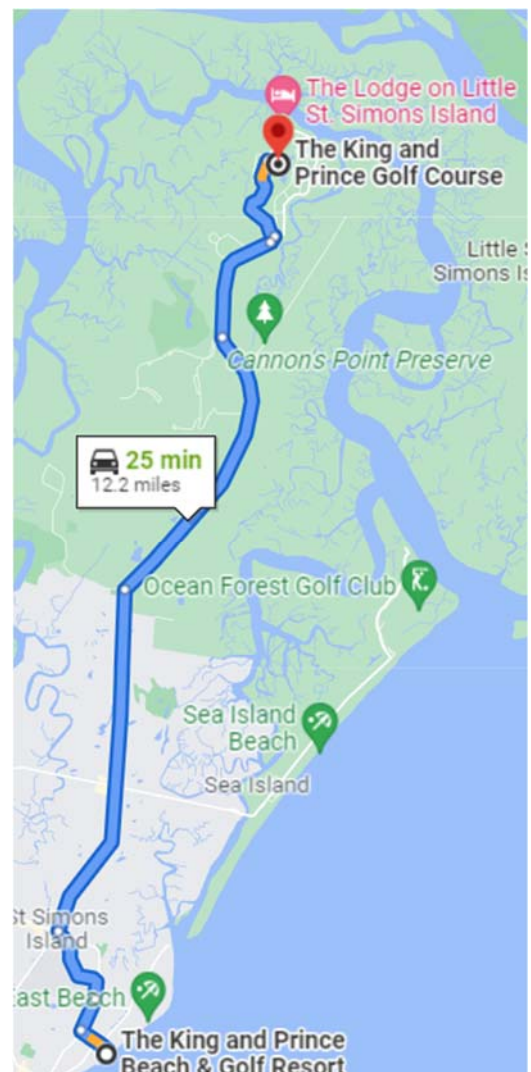 The Lodge on Little
St. Simons Island
The King and
Prince Golf Course
Little
Simons
Cannon's Point Preserve
25 min
12.2 miles
Ocean Forest Golf Club
Sea Island
Beach
Sea Island
St Simons
Island
East Beach
The King and Prince
Beach & Golf Resort